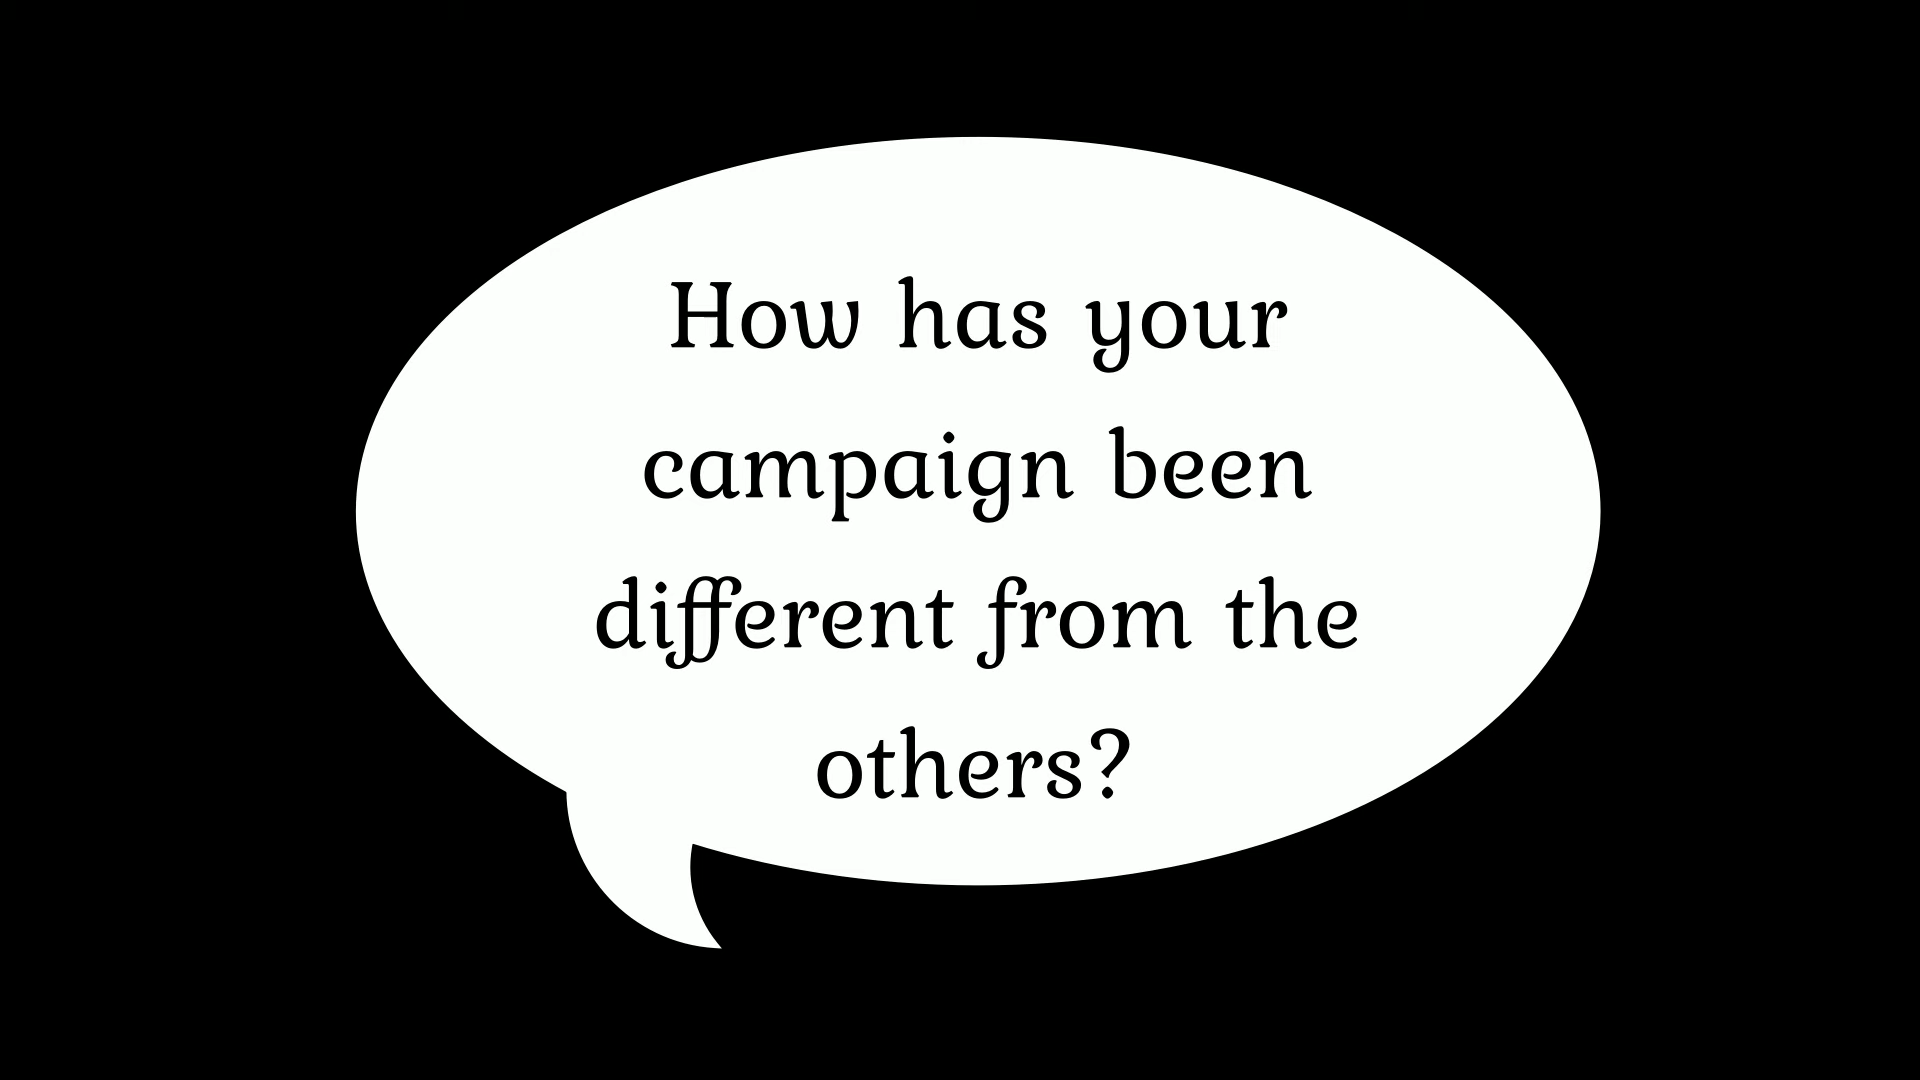 How has your
campaign been
different from the
others?